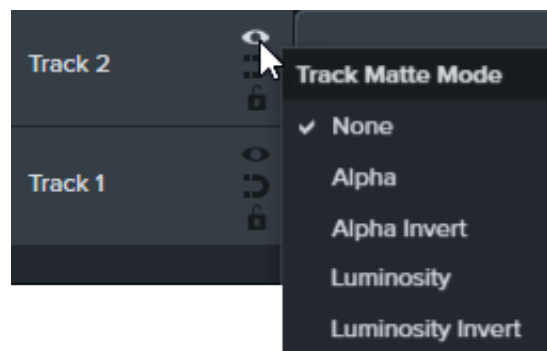 Track 2
Track Matte Mode
None
Alpha
Track 1
Alpha Invert
Luminosity
Luminosity Invert